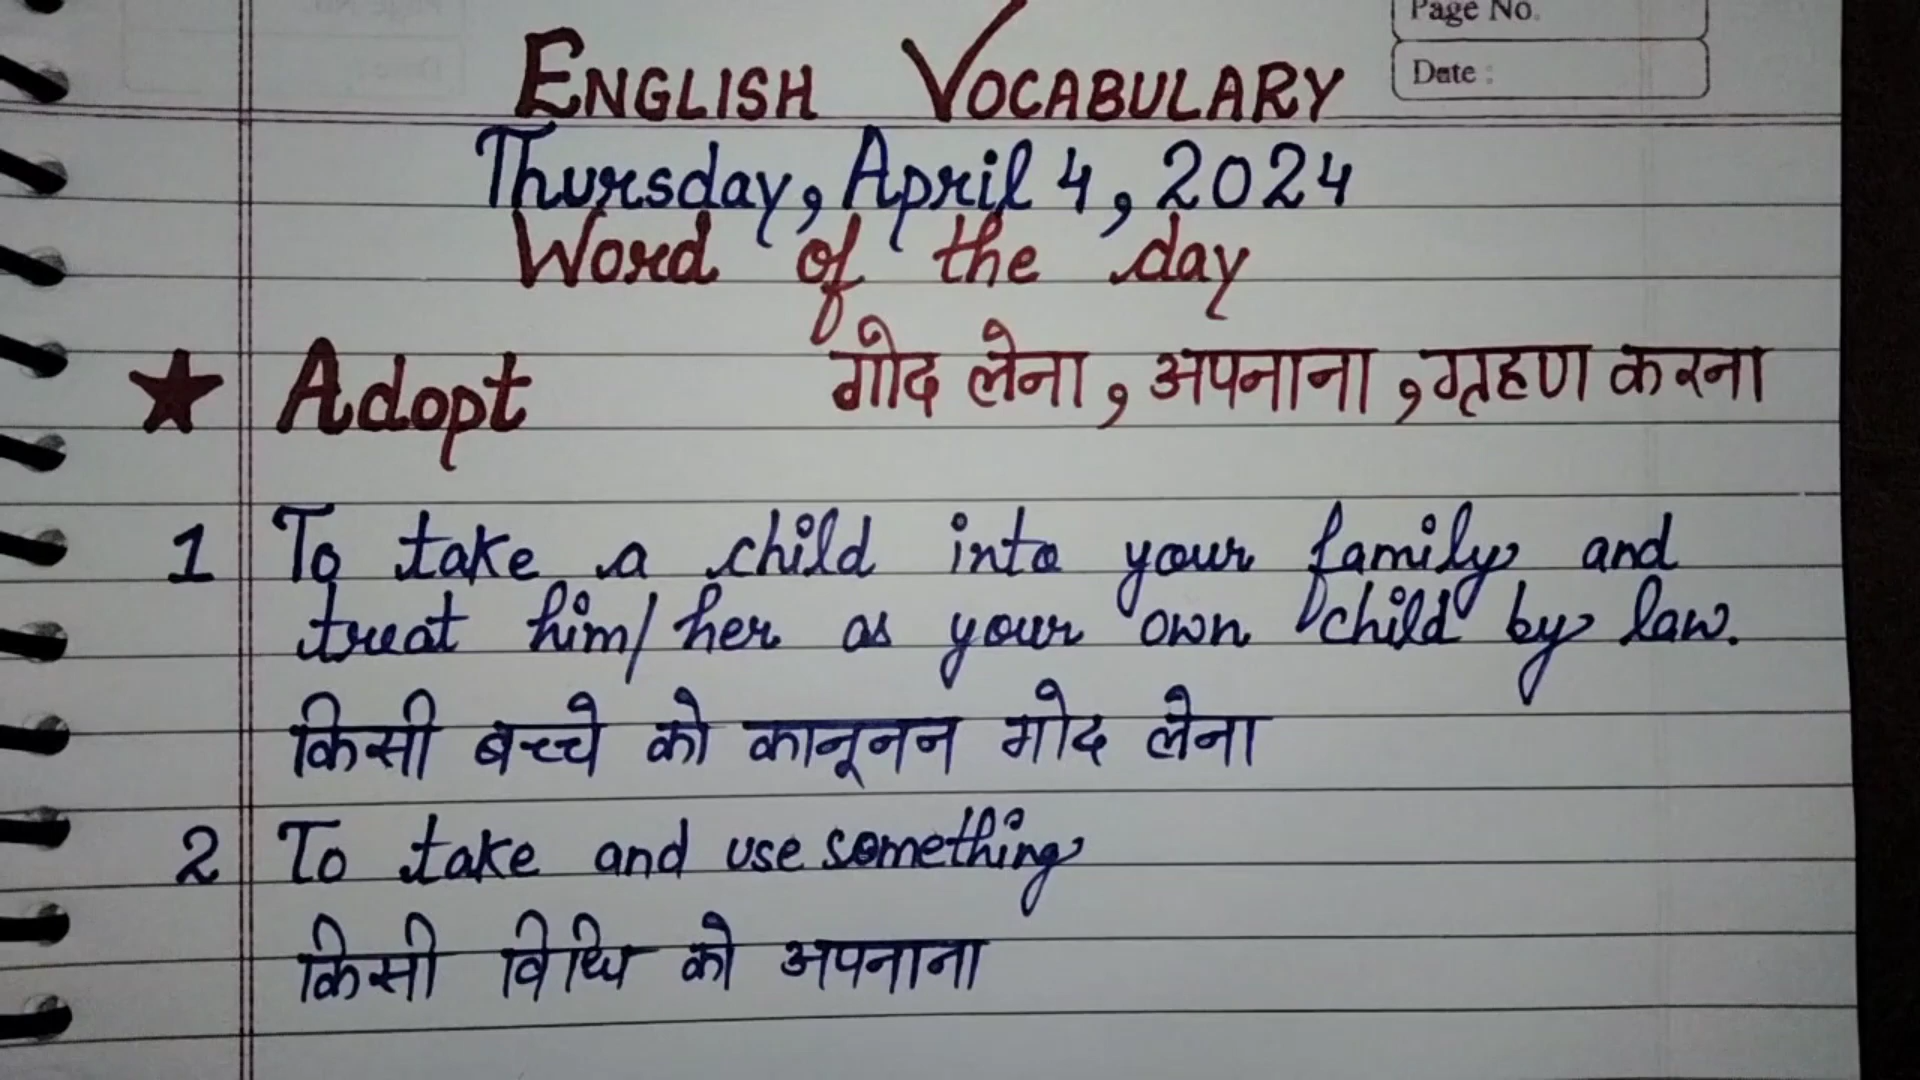 Page No.
Date :
ENGLISH VOCABULARY
Thursday, April 4, 2024
Word of the day
★ Adopt गोद लेना, अपनाना, ग्रहण करना
1 To take a child into your family and
treat him/her as your own child by law.
किसी बच्चे को कानूनन गोद लेना
2 To take and use something
किसी विधि को अपनाना